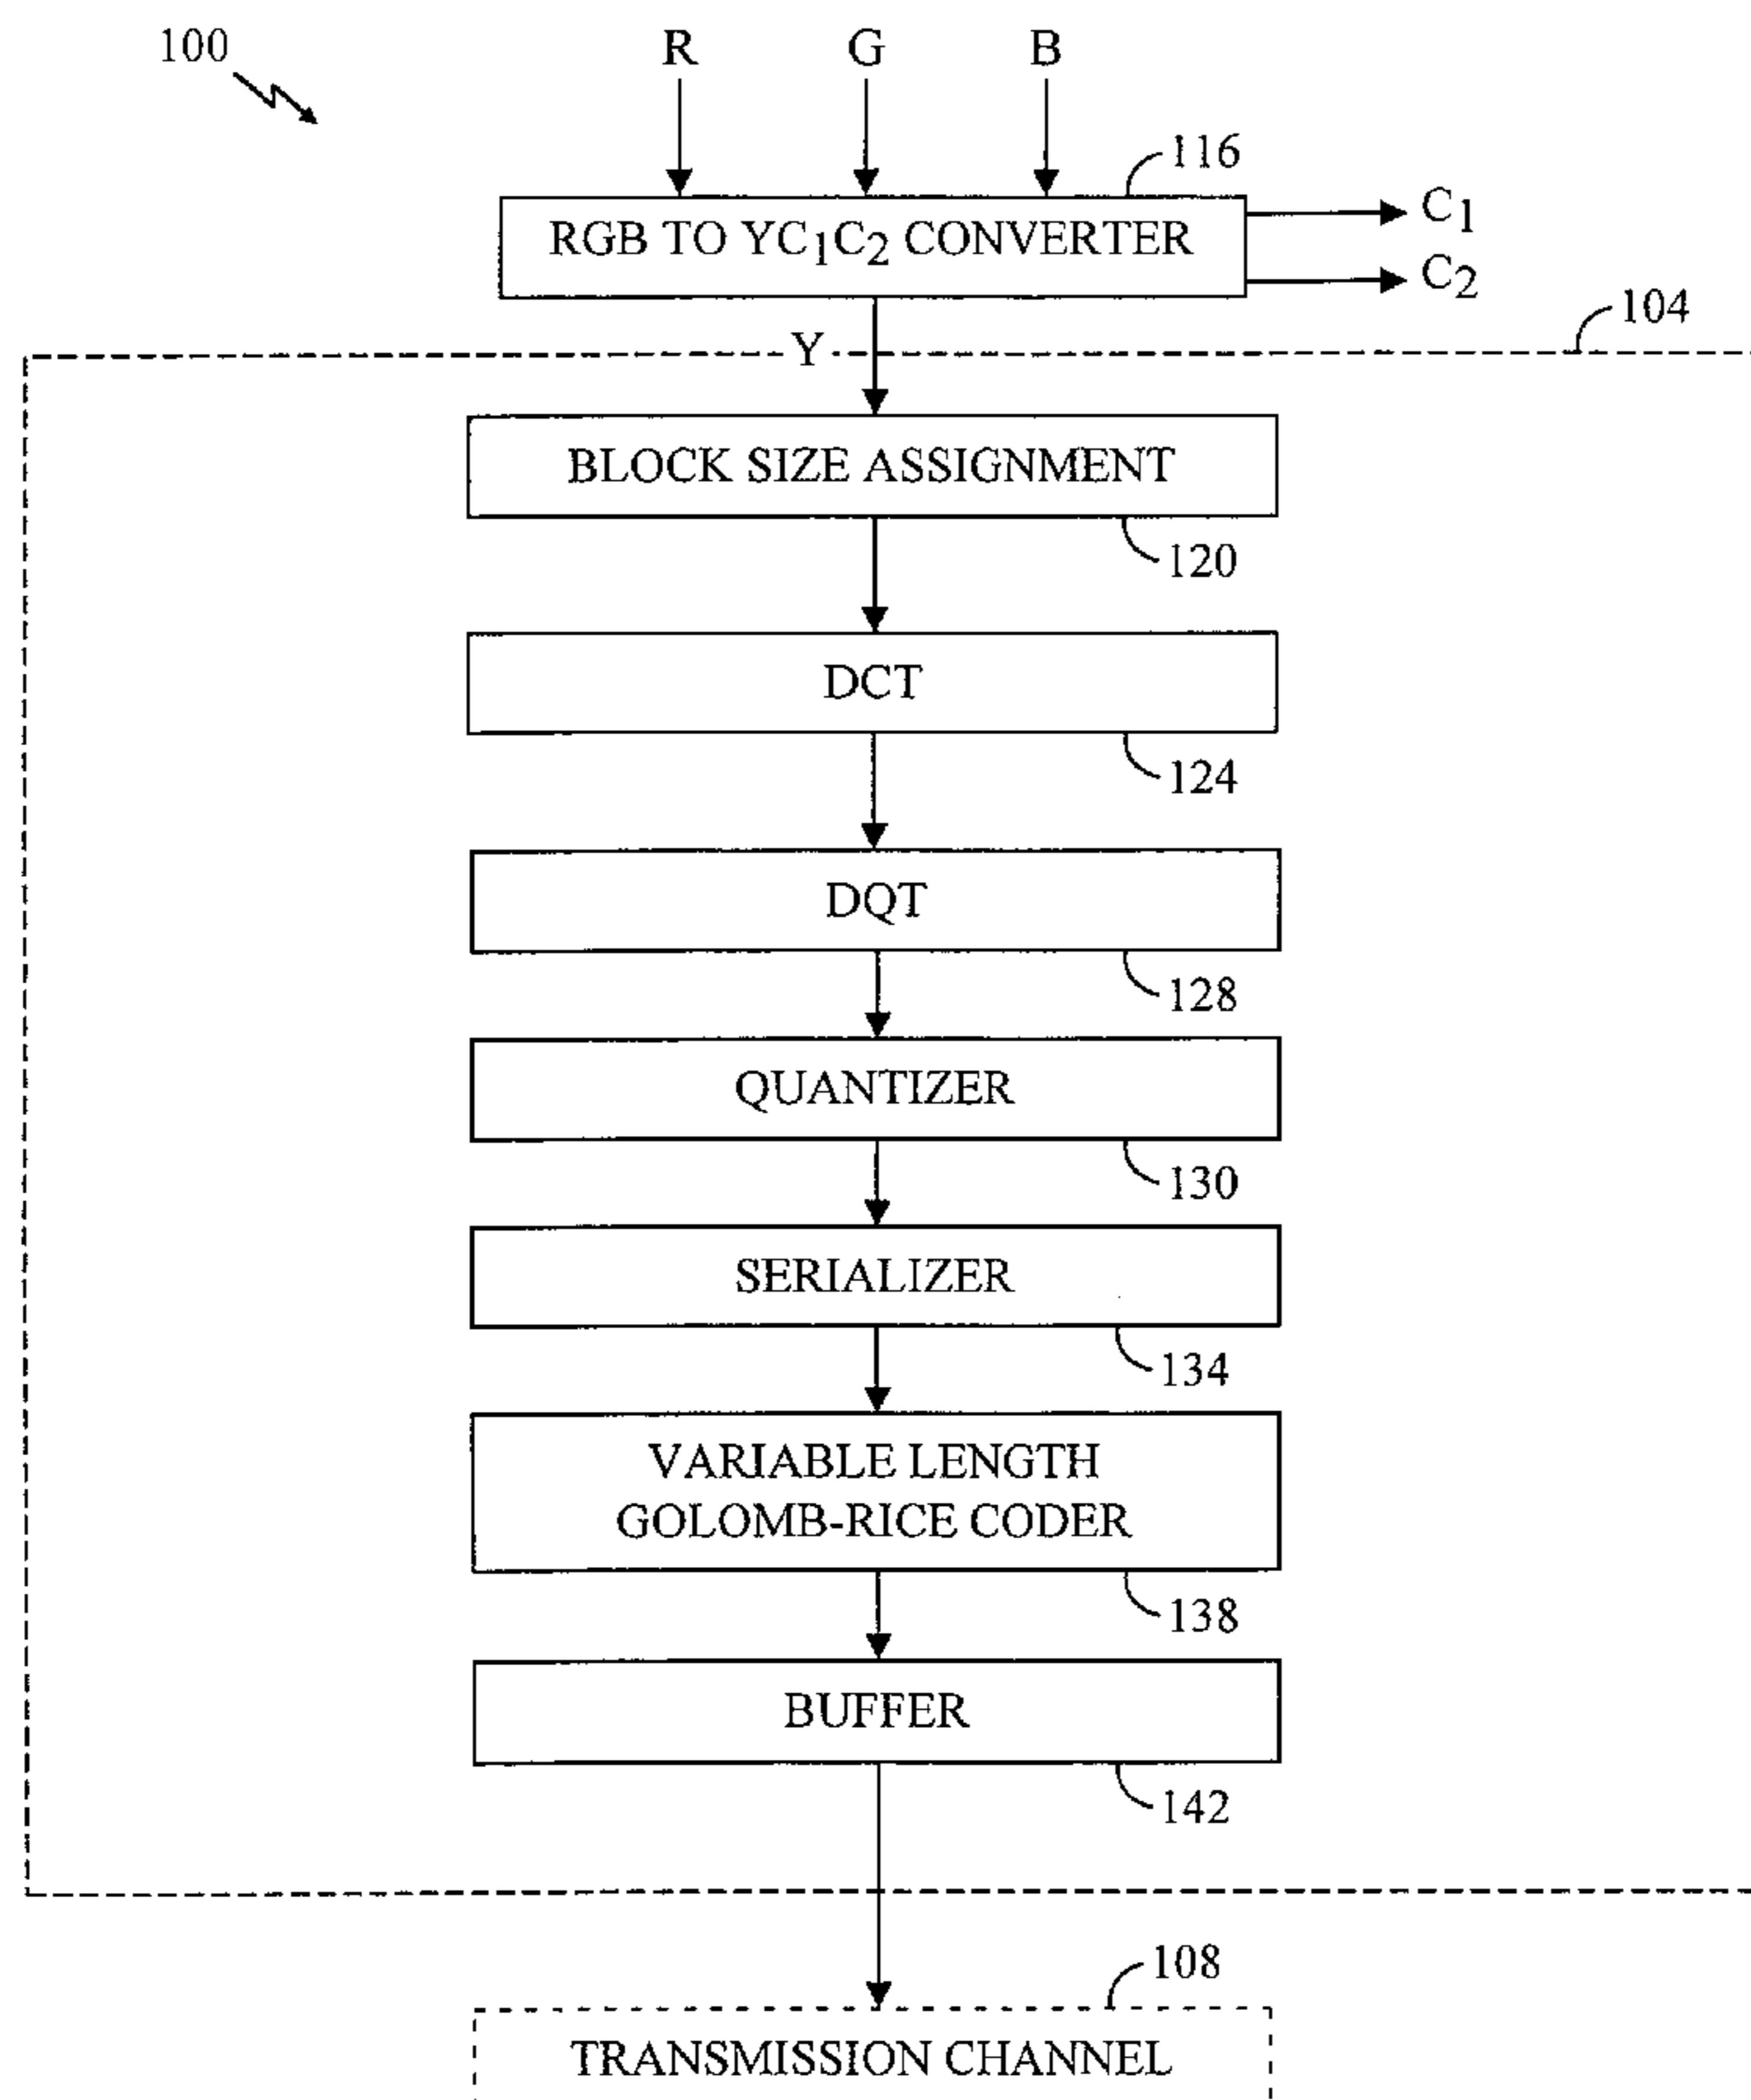 100
R G B
116
RGB TO YC1C2 CONVERTER
C1
C2
104
Y
BLOCK SIZE ASSIGNMENT
120
DCT
124
DQT
128
QUANTIZER
130
SERIALIZER
134
VARIABLE LENGTH
GOLOMB-RICE CODER
138
BUFFER
142
108
TRANSMISSION CHANNEL